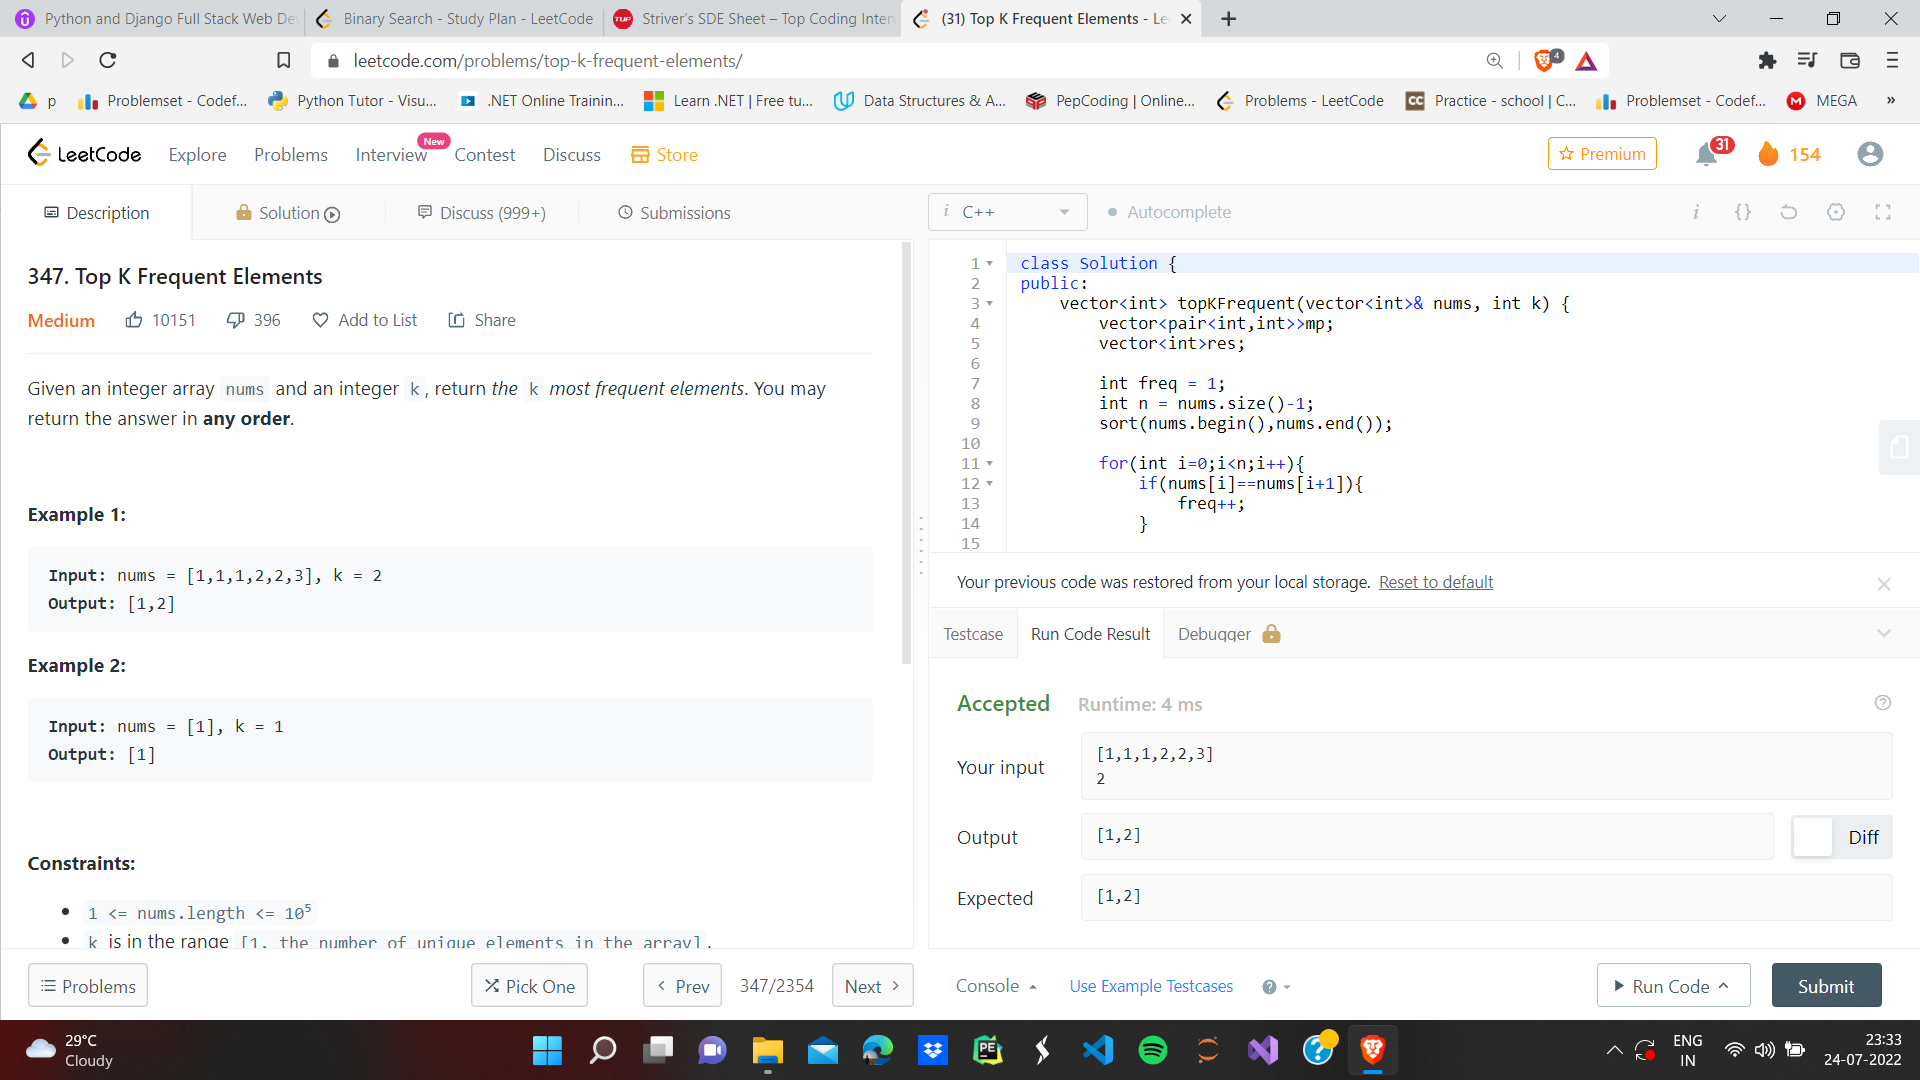 Python and Django Full Stack Web De
Binary Search - Study Plan - LeetCode
Striver's SDE Sheet – Top Coding Inter
(31) Top K Frequent Elements - Le
leetcode.com/problems/top-k-frequent-elements/
4
p
Problemset - Codef...
Python Tutor - Visu...
.NET Online Trainin...
Learn .NET | Free tu...
Data Structures & A...
PepCoding | Online...
Problems - LeetCode
CC
Practice - school | C...
Problemset - Codef...
MEGA
»
LeetCode
Explore
Problems
Interview
New
Contest
Discuss
Store
Premium
31
154
Description
Solution
Discuss (999+)
Submissions
i C++
Autocomplete
i {}
347. Top K Frequent Elements
Medium 10151 396 Add to List Share
Given an integer array nums and an integer k, return the k most frequent elements. You may
return the answer in any order.
Example 1:
Input: nums = [1,1,1,2,2,3], k = 2
Output: [1,2]
Example 2:
Input: nums = [1], k = 1
Output: [1]
Constraints:
1 <= nums.length <= 10⁵
k is in the range [1, the number of unique elements in the array].
1 class Solution {
2 public:
3 vector<int> topKFrequent(vector<int>& nums, int k) {
4 vector<pair<int,int>>mp;
5 vector<int>res;
6
7 int freq = 1;
8 int n = nums.size()-1;
9 sort(nums.begin(),nums.end());
10
11 for(int i=0;i<n;i++){
12 if(nums[i]==nums[i+1]){
13 freq++;
14 }
15
Your previous code was restored from your local storage. Reset to default
Testcase
Run Code Result
Debugger
Accepted Runtime: 4 ms
Your input
[1,1,1,2,2,3]
2
Output
[1,2]
Diff
Expected
[1,2]
Problems
Pick One
Prev
347/2354
Next
Console
Use Example Testcases
Run Code
Submit
29°C
Cloudy
PE
ENG
IN
23:33
24-07-2022